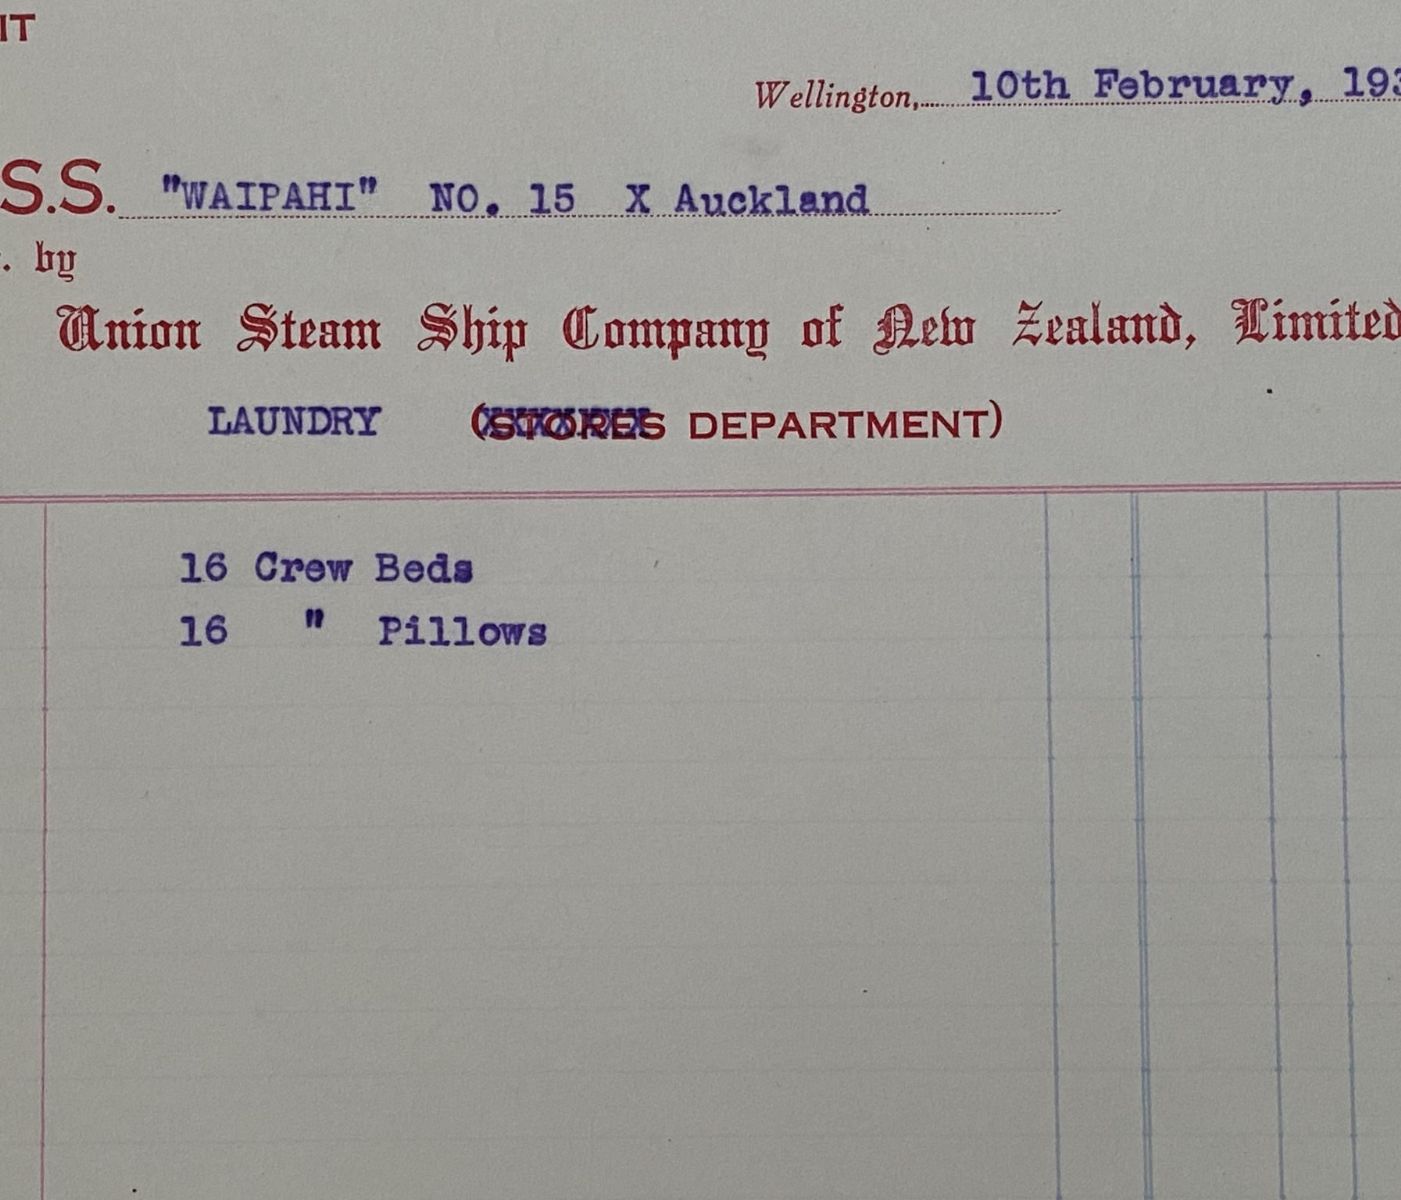 IT
Wellington, 10th February, 193
S.S. "WAIPAHI" NO. 15 X Auckland
. by
Union Steam Ship Company of New Zealand, Limited
LAUNDRY (STORES DEPARTMENT)
16 Crew Beds
16 " Pillows